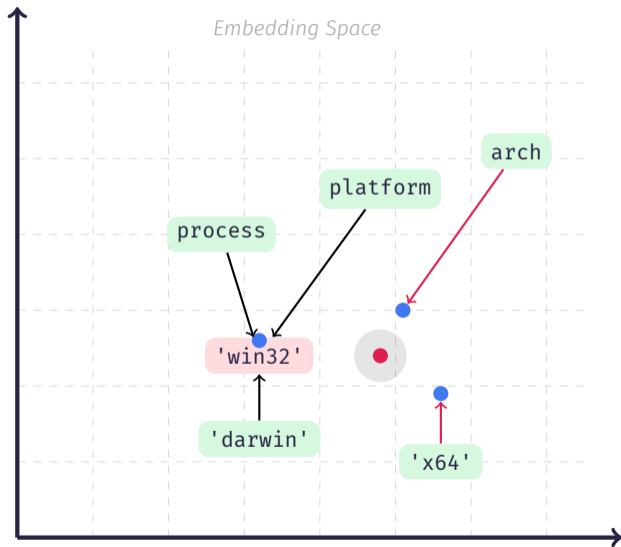 Embedding Space
arch
platform
process
'win32'
'darwin'
'x64'